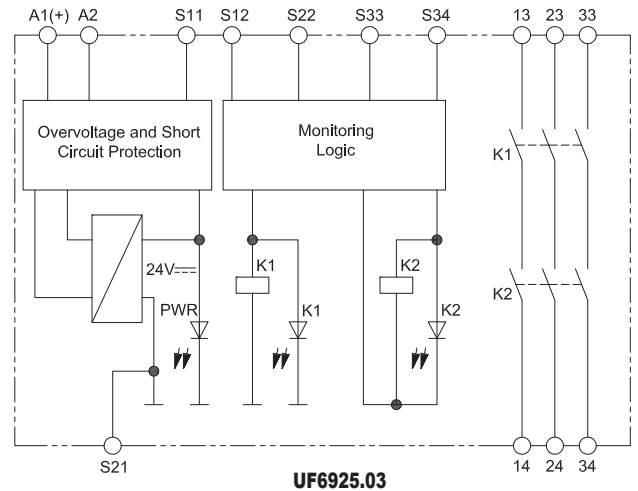 A1(+) A2 S11 S12 S22 S33 S34 13 23 33
Overvoltage and Short
Circuit Protection
Monitoring
Logic
K1
24V
K1
K2
K2
PWR
K1
K2
S21
14 24 34
UF6925.03